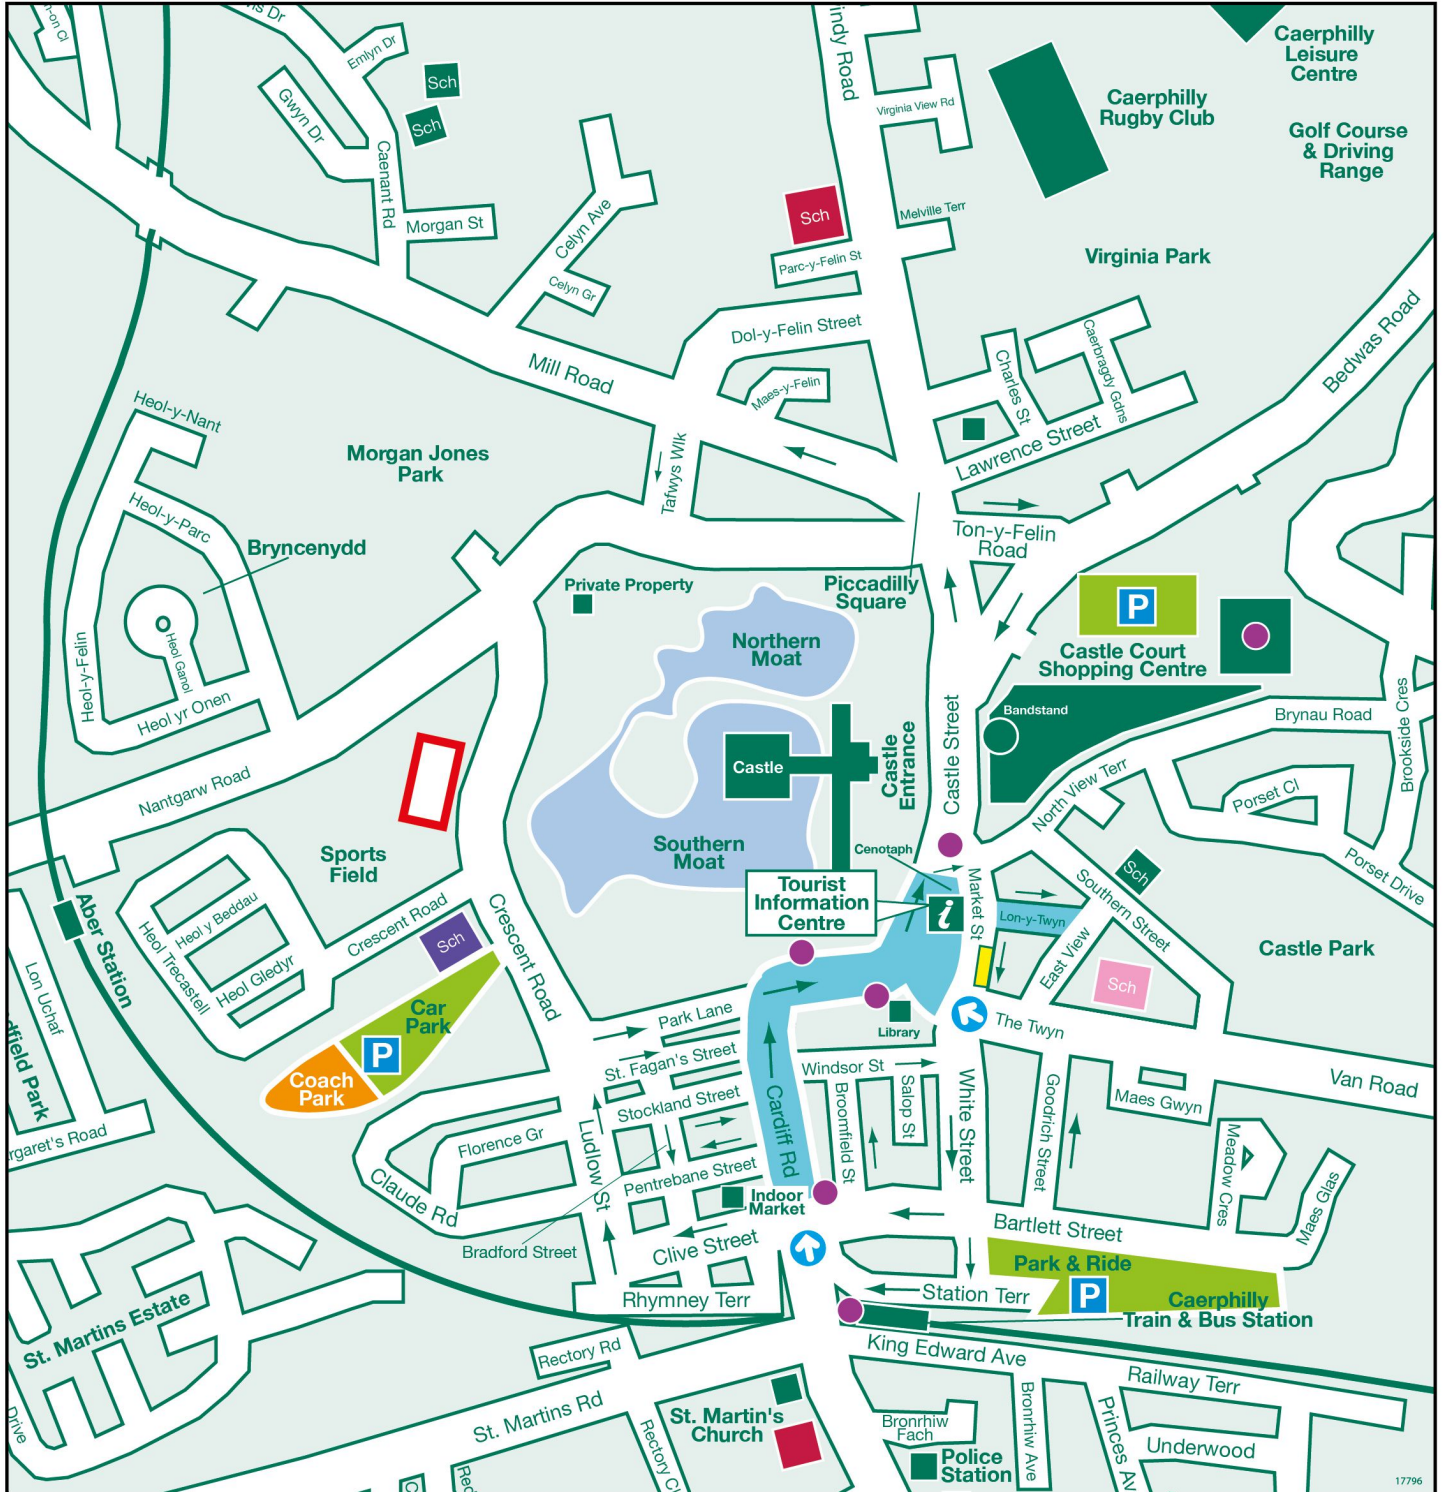 Emlyn Dr
Sch
Sch
Gwyn Dr
Caenant Rd
Morgan St
Celyn Ave
Celyn Gr
Mill Road
Virginia View Rd
Caerphilly
Rugby Club
Caerphilly
Leisure
Centre
Golf Course
& Driving
Range
Sch
Melville Terr
Parc-y-Felin St
Virginia Park
Dol-y-Felin Street
Maes-y-Felin
Charles St
Caerbragdy Gdns
Lawrence Street
Bedwas Road
Heol-y-Nant
Morgan Jones
Park
Tafwys Wlk
Heol-y-Parc
Bryncenydd
Ton-y-Felin
Road
Private Property
Piccadilly
Square
P
Castle Court
Shopping Centre
Northern
Moat
Heol-y-Felin
Heol Ganol
Heol yr Onen
Bandstand
Brynau Road
Brookside Cres
Castle
Castle
Entrance
Castle Street
Nantgarw Road
North View Terr
Porset Cl
Porset Drive
Southern
Moat
Cenotaph
Sports
Field
Tourist
Information
Centre
i
Market St
Sch
Southern Street
Lon-y-Twyn
East View
Castle Park
Sch
Aber Station
Heol y Beddau
Heol Trecastell
Heol Gledyr
Crescent Road
Sch
Crescent Road
Car
Park
P
Coach
Park
Lon Uchaf
dfield Park
rgaret's Road
Library
The Twyn
Van Road
Park Lane
St. Fagan's Street
Windsor St
Stockland Street
Florence Gr
Claude Rd
Ludlow St
Pentrebane Street
Cardiff Rd
Broomfield St
Salop St
White Street
Goodrich Street
Maes Gwyn
Meadow Cres
Maes Glas
Indoor
Market
Bradford Street
Clive Street
Bartlett Street
Park & Ride
P
Rhymney Terr
Station Terr
Caerphilly
Train & Bus Station
St. Martins Estate
Rectory Rd
King Edward Ave
Railway Terr
St. Martins Rd
St. Martin's
Church
Bronrhiw
Fach
Bronrhiw Ave
Princes Av
Underwood
Police
Station
Drive
Rectory Cl
17796